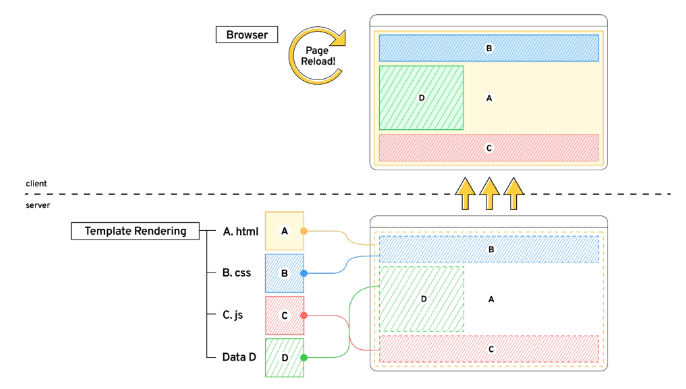 Browser
Page
Reload!
B
D
A
C
client
server
Template Rendering
A. html
A
B. css
B
C. js
C
Data D
D
B
D
A
C